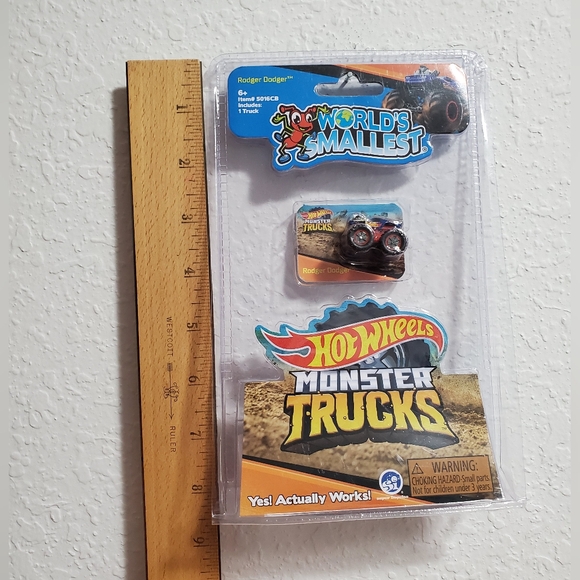 Rodger Dodger™
6+
Item# 5016CB
Includes:
1 Truck
WORLD'S
SMALLEST
HOT WHEELS
MONSTER
TRUCKS
Rodger Dodger
HOT WHEELS
MONSTER
TRUCKS
WARNING:
CHOKING HAZARD-Small parts.
Not for children under 3 years.
Yes! Actually Works!
1
2
3
4
5
6
7
8
9
WESTCOTT
RULER